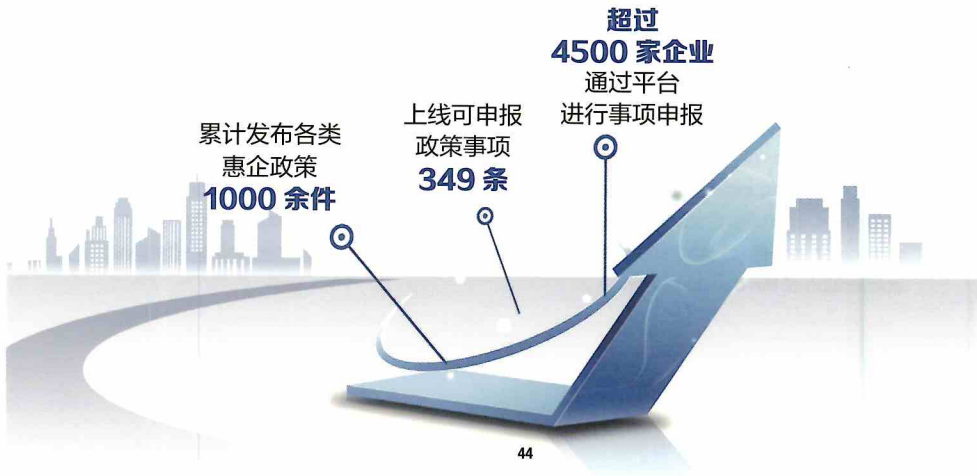 累计发布各类
惠企政策
1000 余件
上线可申报
政策事项
349 条
超过
4500 家企业
通过平台
进行事项申报
44